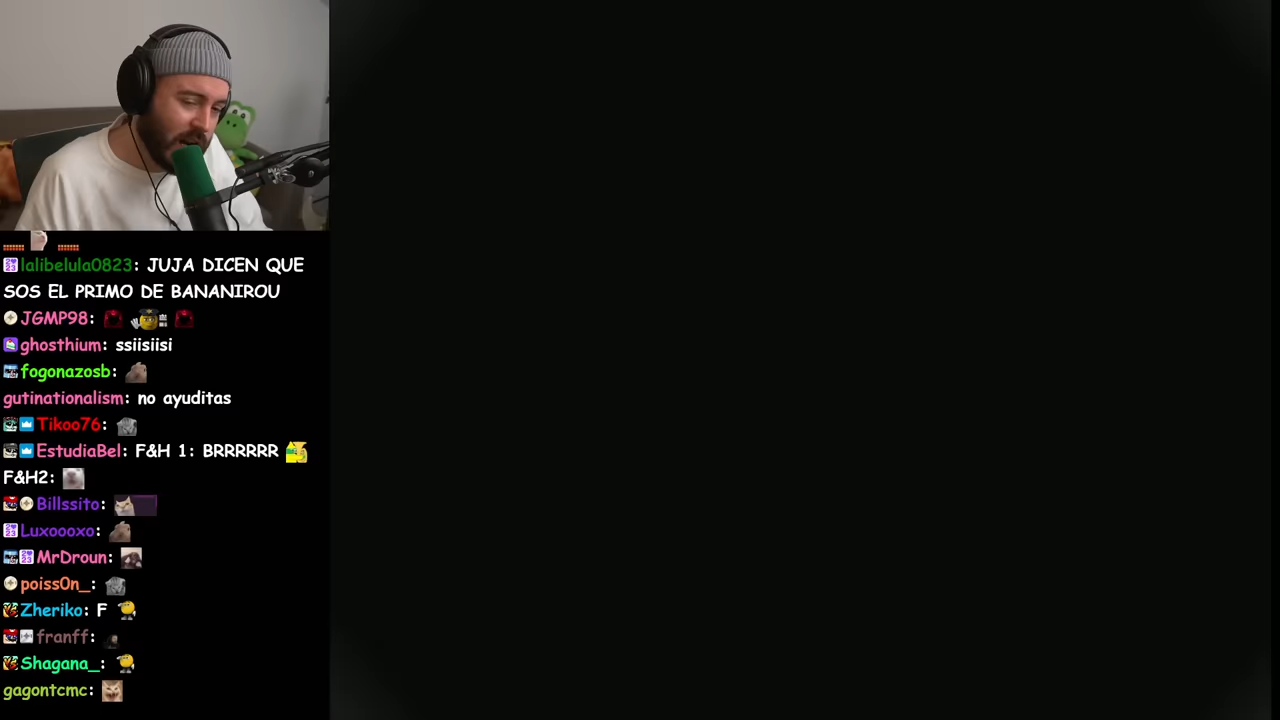 lalibelula0823: JUJA DICEN QUE
SOS EL PRIMO DE BANANIROU
JGMP98:
ghosthium: ssiisiisi
fogonazosb:
gutinationalism: no ayuditas
Tikoo76:
EstudiaBel: F&H 1: BRRRRRR
F&H2:
Billssito:
Luxoooxo:
MrDroun:
poiss0n_:
Zheriko: F
franff:
Shagana_:
gagontcmc: